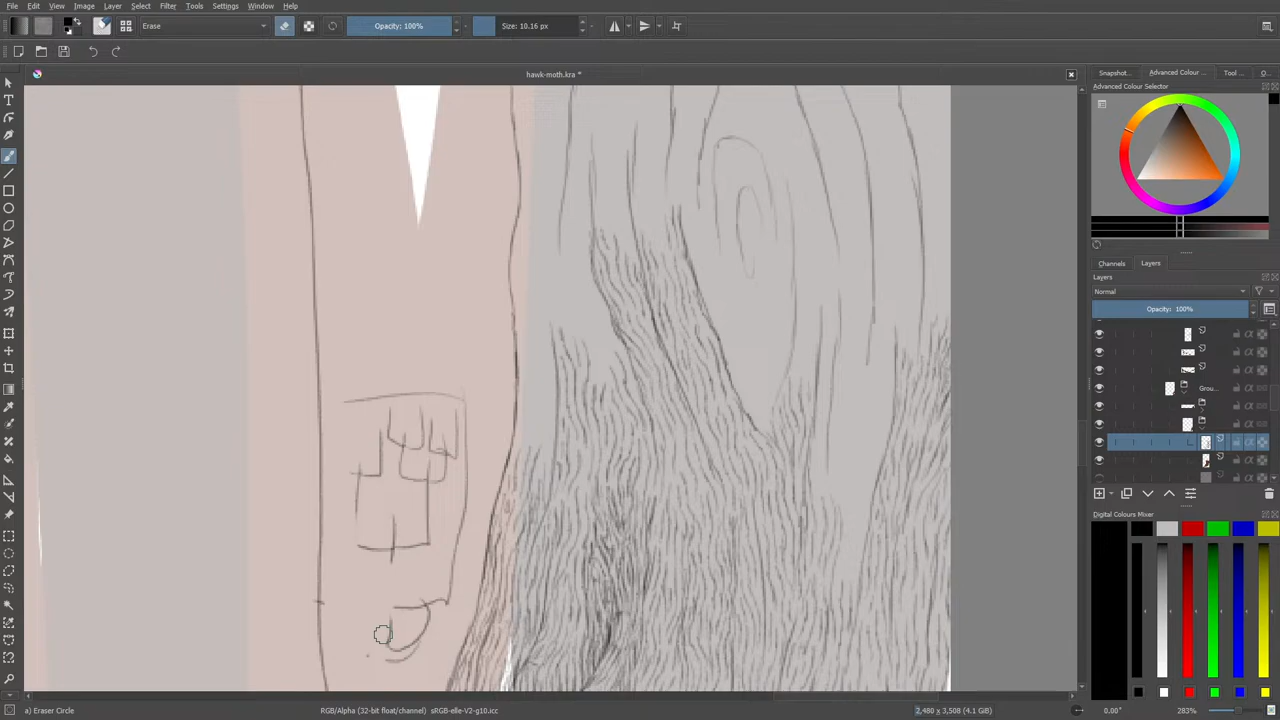 File Edit View Image Layer Select Filter Tools Settings Window Help
Erase Opacity: 100% Size: 10.16 px
hawk-moth.kra *
Snapshot... Advanced Colour ... Tool ... O...
Advanced Colour Selector
Channels Layers
Layers
Normal
Opacity: 100%
Grou...
Digital Colours Mixer
a) Eraser Circle RGB/Alpha (32-bit float/channel) sRGB-elle-V2-g10.icc 2,480 x 3,508 (4.1 GiB) 0.00° 283%